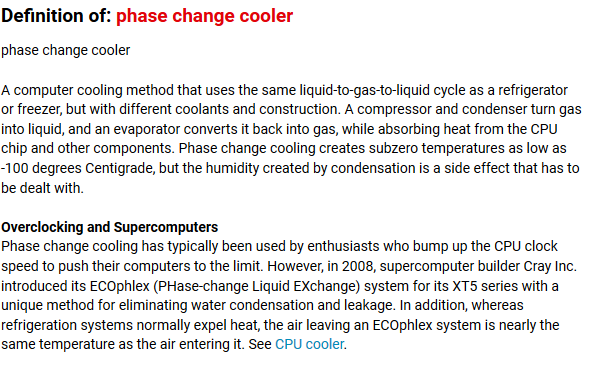 Definition of: phase change cooler
phase change cooler
A computer cooling method that uses the same liquid-to-gas-to-liquid cycle as a refrigerator
or freezer, but with different coolants and construction. A compressor and condenser turn gas
into liquid, and an evaporator converts it back into gas, while absorbing heat from the CPU
chip and other components. Phase change cooling creates subzero temperatures as low as
-100 degrees Centigrade, but the humidity created by condensation is a side effect that has to
be dealt with.
Overclocking and Supercomputers
Phase change cooling has typically been used by enthusiasts who bump up the CPU clock
speed to push their computers to the limit. However, in 2008, supercomputer builder Cray Inc.
introduced its ECOphlex (PHase-change Liquid EXchange) system for its XT5 series with a
unique method for eliminating water condensation and leakage. In addition, whereas
refrigeration systems normally expel heat, the air leaving an ECOphlex system is nearly the
same temperature as the air entering it. See CPU cooler.